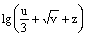 lg(u/3 + √v + z)